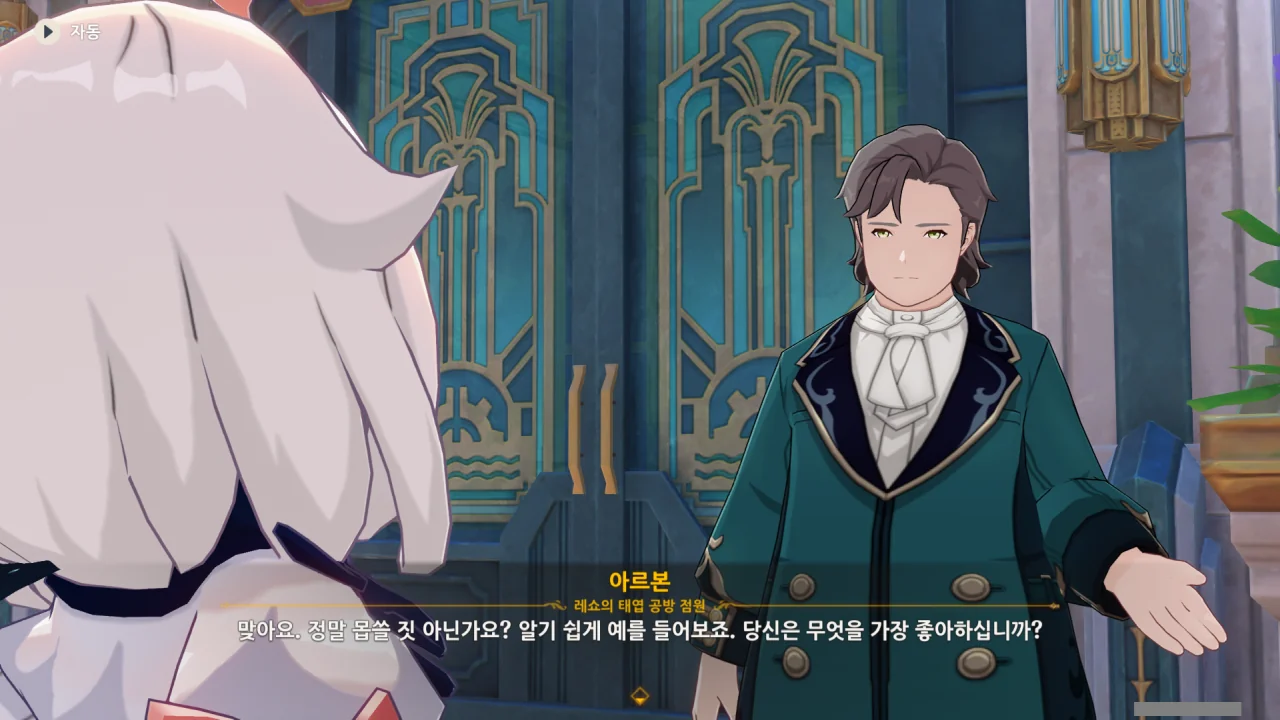 자동
아르본
레쇼의 태엽 공방 점원
맞아요. 정말 몹쓸 짓 아닌가요? 알기 쉽게 예를 들어보죠. 당신은 무엇을 가장 좋아하십니까?